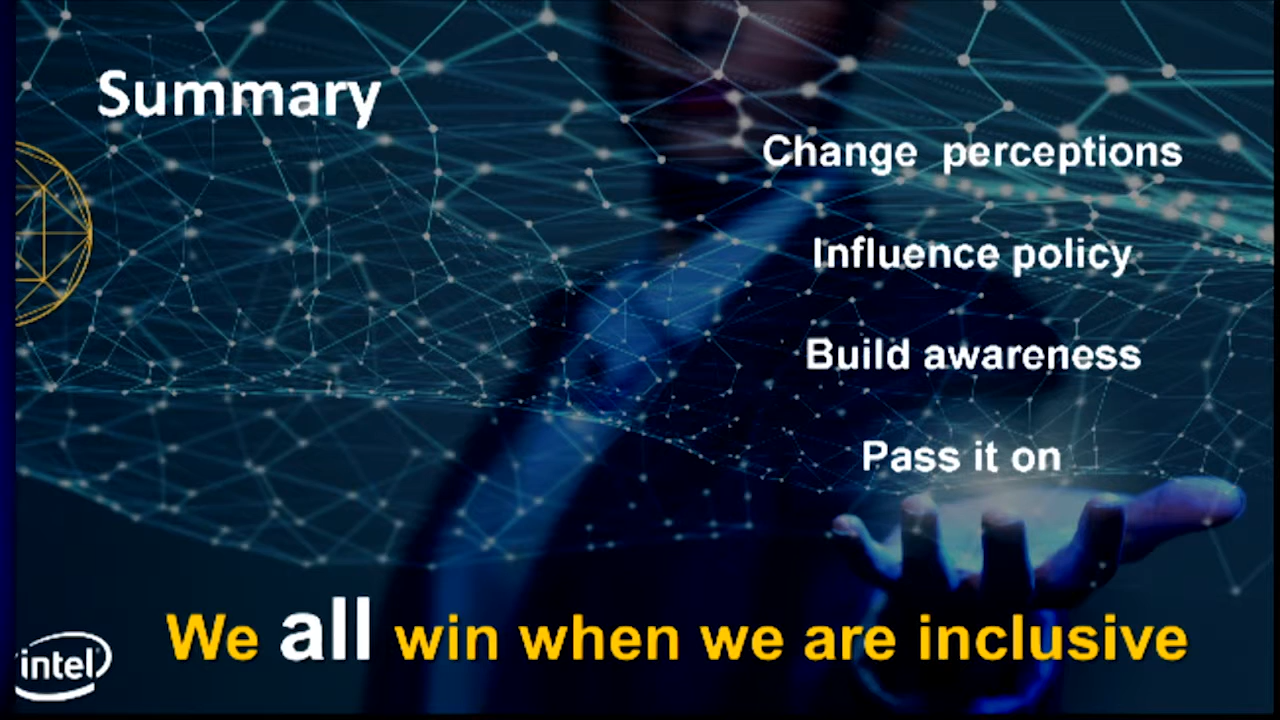 Summary
Change perceptions
Influence policy
Build awareness
Pass it on
We all win when we are inclusive
intel